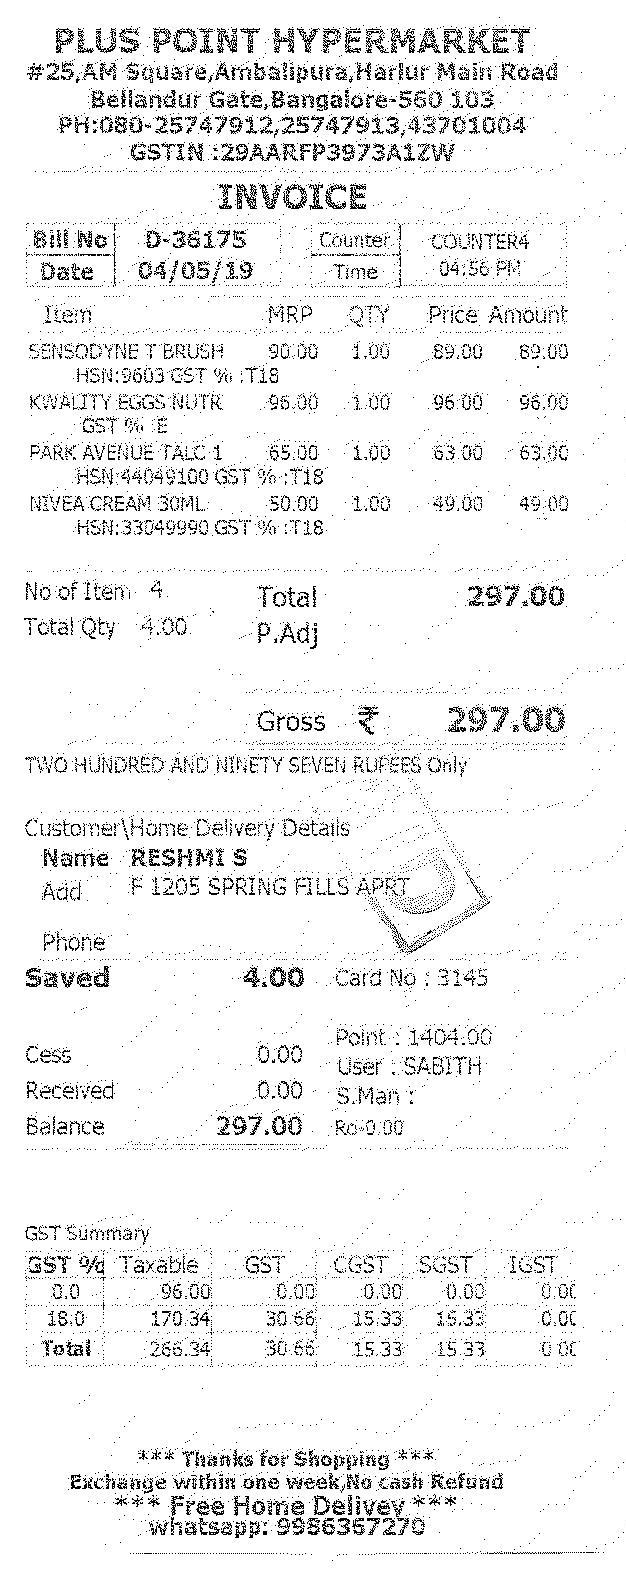 PLUS POINT HYPERMARKET
#25,AM Square,Ambalipura,Harlur Main Road
Bellandur Gate,Bangalore-560 103
PH:080-25747912,25747913,43701004
GSTIN :29AARFP3973A1ZW
INVOICE
Bill No D-36175 Counter COUNTER4
Date 04/05/19 Time 04:56 PM
Item MRP QTY Price Amount
SENSODYNE T BRUSH 90.00 1.00 89.00 89.00
HSN:9603 GST % :T18
KWALITY EGGS NUTR 96.00 1.00 96.00 96.00
GST % :E
PARK AVENUE TALC 1 65.00 1.00 63.00 63.00
HSN:44049100 GST % :T18
NIVEA CREAM 30ML 50.00 1.00 49.00 49.00
HSN:33049990 GST % :T18
No of Item 4 Total 297.00
Total Qty 4.00 P.Adj
Gross ₹ 297.00
TWO HUNDRED AND NINETY SEVEN RUPEES Only
Customer\Home Delivery Details
Name RESHMI S
Add F 1205 SPRING FILLS APRT
Phone
Saved 4.00 Card No : 3145
Point : 1404.00
Cess 0.00 User : SABITH
Received 0.00 S.Man :
Balance 297.00 Ro-0.00
GST Summary
GST % Taxable GST CGST SGST IGST
0.0 96.00 0.00 0.00 0.00 0.00
18.0 170.34 30.66 15.33 15.33 0.00
Total 266.34 30.66 15.33 15.33 0.00
*** Thanks for Shopping ***
Exchange within one week,No cash Refund
*** Free Home Delivey ***
whatsapp: 9986367270